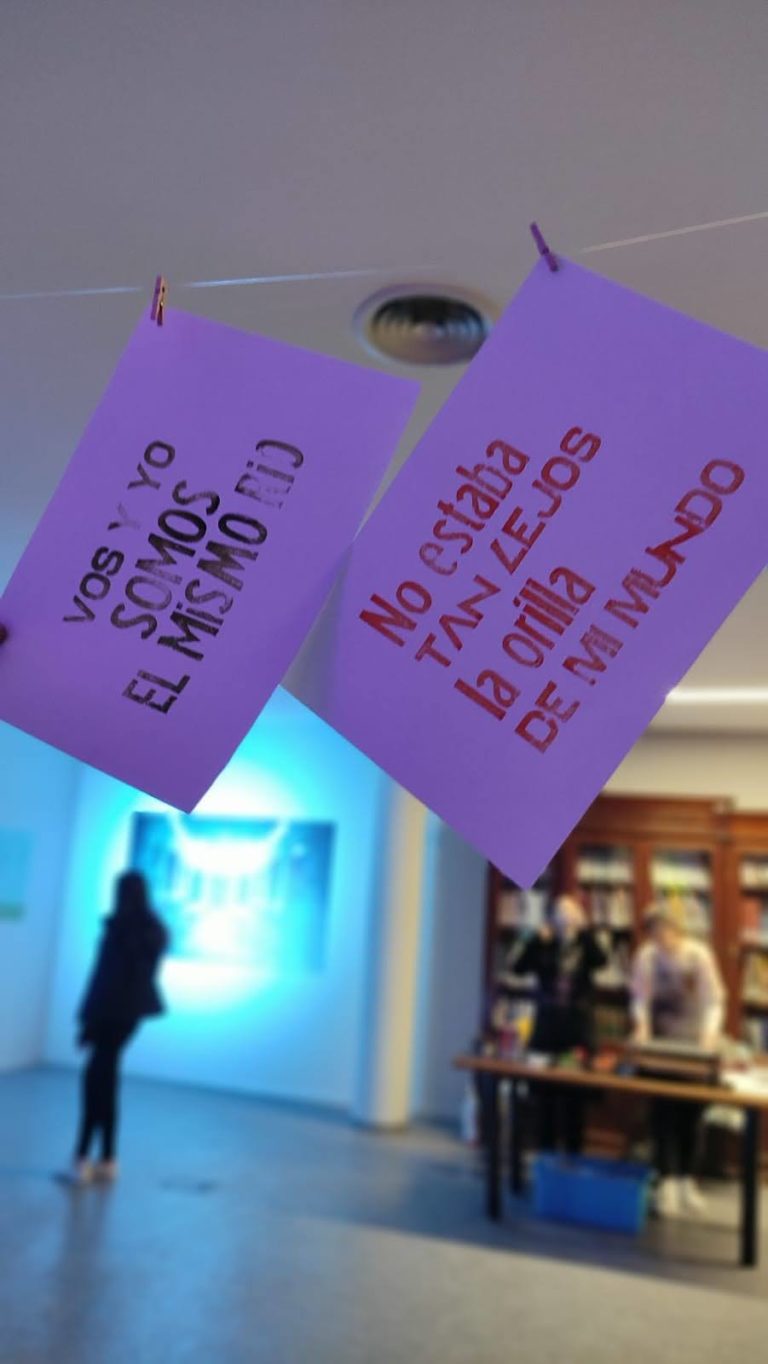 VOS Y YO
SOMOS
EL MiSMO RiO
No estaba
TAN LEJOS
la orilla
DE MI MUNDO